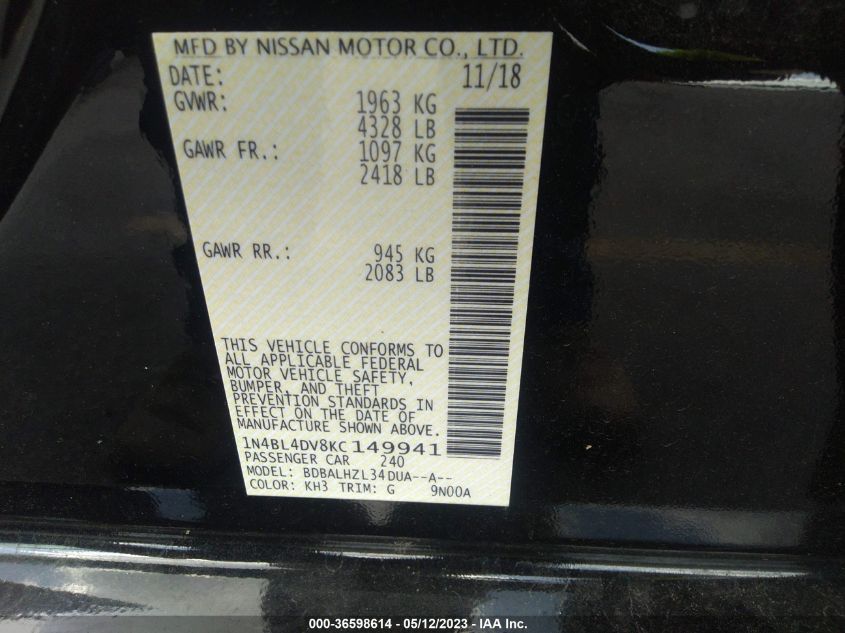 MFD BY NISSAN MOTOR CO., LTD.
DATE: 11/18
GVWR: 1963 KG
4328 LB
GAWR FR.: 1097 KG
2418 LB
GAWR RR.: 945 KG
2083 LB
THIS VEHICLE CONFORMS TO
ALL APPLICABLE FEDERAL
MOTOR VEHICLE SAFETY,
BUMPER, AND THEFT
PREVENTION STANDARDS IN
EFFECT ON THE DATE OF
MANUFACTURE SHOWN ABOVE.
1N4BL4DV8KC149941
PASSENGER CAR 240
MODEL: BDBALHZL34DUA--A--
COLOR: KH3 TRIM: G 9N00A
000-36598614 - 05/12/2023 - IAA Inc.